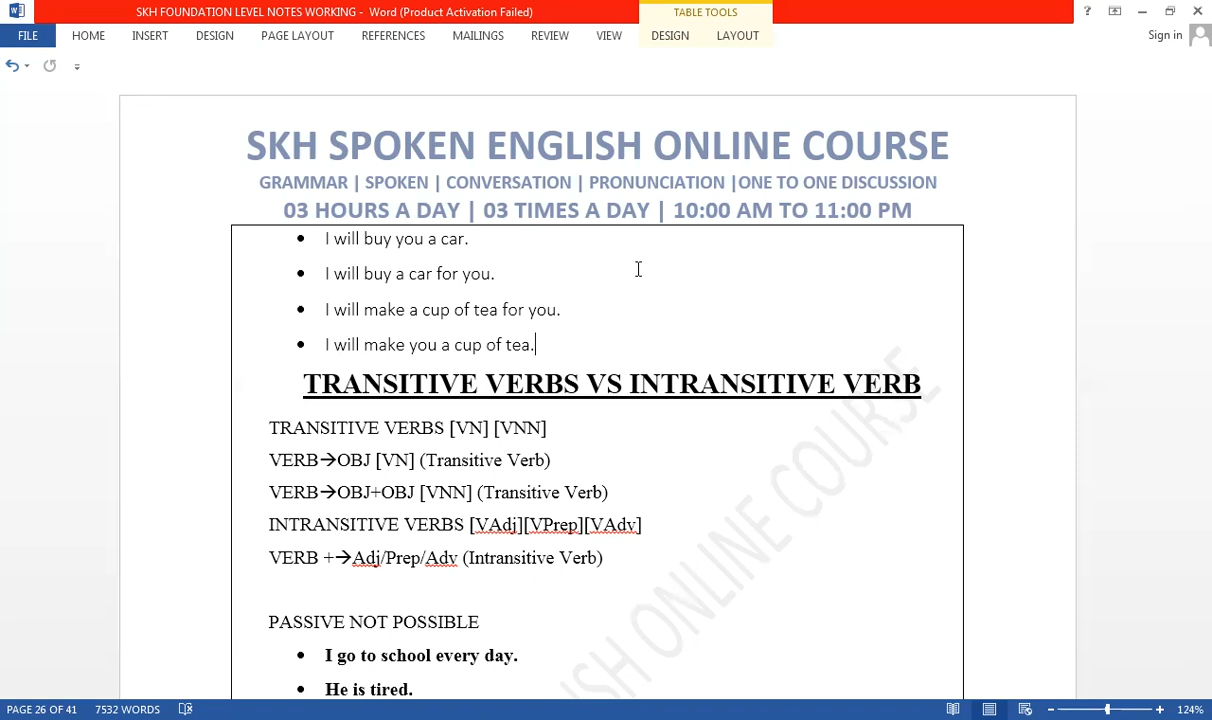 SKH FOUNDATION LEVEL NOTES WORKING - Word (Product Activation Failed)
TABLE TOOLS
?
FILE HOME INSERT DESIGN PAGE LAYOUT REFERENCES MAILINGS REVIEW VIEW DESIGN LAYOUT Sign in
SKH SPOKEN ENGLISH ONLINE COURSE
GRAMMAR | SPOKEN | CONVERSATION | PRONUNCIATION |ONE TO ONE DISCUSSION
03 HOURS A DAY | 03 TIMES A DAY | 10:00 AM TO 11:00 PM
• I will buy you a car.
• I will buy a car for you.
• I will make a cup of tea for you.
• I will make you a cup of tea.
TRANSITIVE VERBS VS INTRANSITIVE VERB
TRANSITIVE VERBS [VN] [VNN]
VERB→OBJ [VN] (Transitive Verb)
VERB→OBJ+OBJ [VNN] (Transitive Verb)
INTRANSITIVE VERBS [VAdj][VPrep][VAdv]
VERB +→Adj/Prep/Adv (Intransitive Verb)
PASSIVE NOT POSSIBLE
• I go to school every day.
• He is tired.
ISH ONLINE COURSE
PAGE 26 OF 41 7532 WORDS 124%